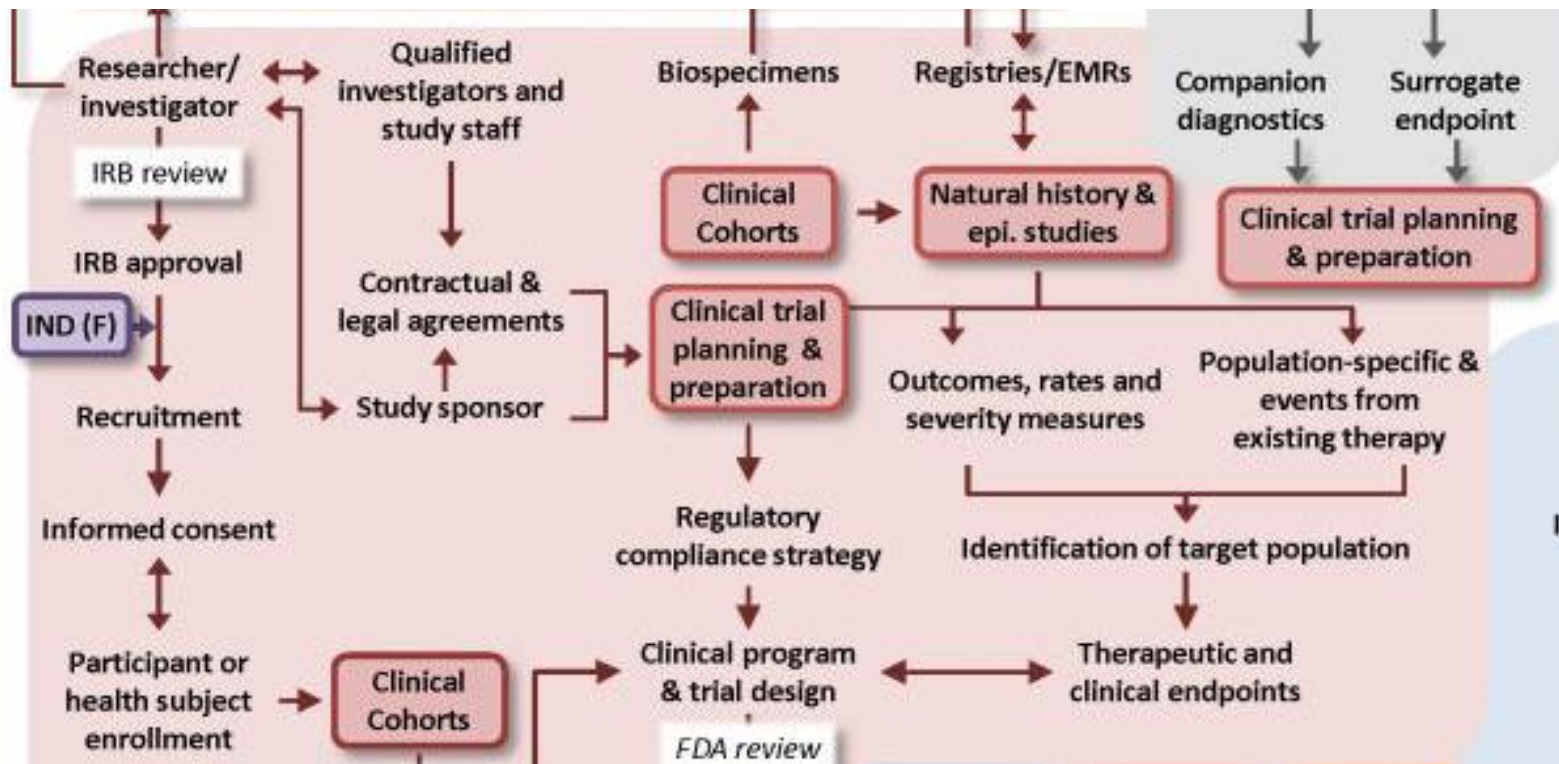 Researcher/
investigator
Qualified
investigators and
study staff
Biospecimens
Registries/EMRs
Companion
diagnostics
Surrogate
endpoint
IRB review
Clinical
Cohorts
Natural history &
epi. studies
Clinical trial planning
& preparation
IRB approval
Contractual &
legal agreements
IND (F)
Clinical trial
planning &
preparation
Study sponsor
Outcomes, rates and
severity measures
Population-specific &
events from
existing therapy
Recruitment
Informed consent
Regulatory
compliance strategy
Identification of target population
Participant or
health subject
enrollment
Clinical
Cohorts
Clinical program
& trial design
Therapeutic and
clinical endpoints
FDA review